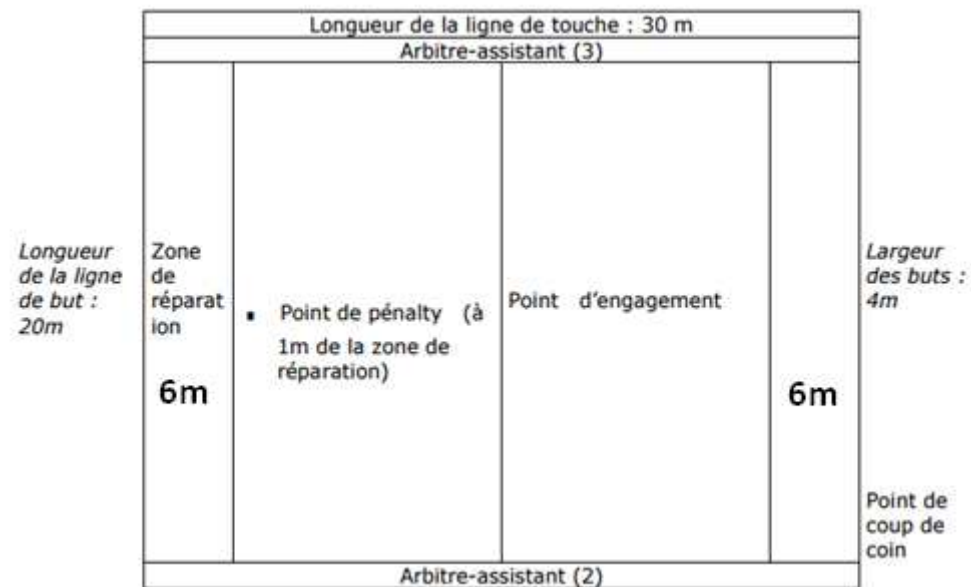 Longueur de la ligne de touche : 30 m
Arbitre-assistant (3)
Longueur
de la ligne
de but :
20m
Zone
de
réparat
ion
6m
▪ Point de pénalty (à
1m de la zone de
réparation)
Point d'engagement
6m
Largeur
des buts :
4m
Point de
coup de
coin
Arbitre-assistant (2)